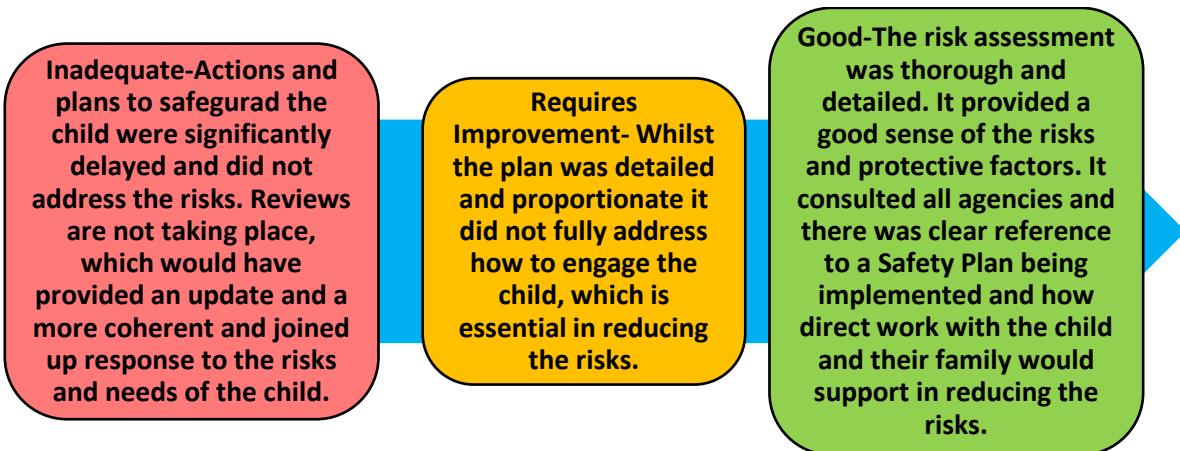 Inadequate-Actions and
plans to safegurad the
child were significantly
delayed and did not
address the risks. Reviews
are not taking place,
which would have
provided an update and a
more coherent and joined
up response to the risks
and needs of the child.
Requires
Improvement- Whilst
the plan was detailed
and proportionate it
did not fully address
how to engage the
child, which is
essential in reducing
the risks.
Good-The risk assessment
was thorough and
detailed. It provided a
good sense of the risks
and protective factors. It
consulted all agencies and
there was clear reference
to a Safety Plan being
implemented and how
direct work with the child
and their family would
support in reducing the
risks.